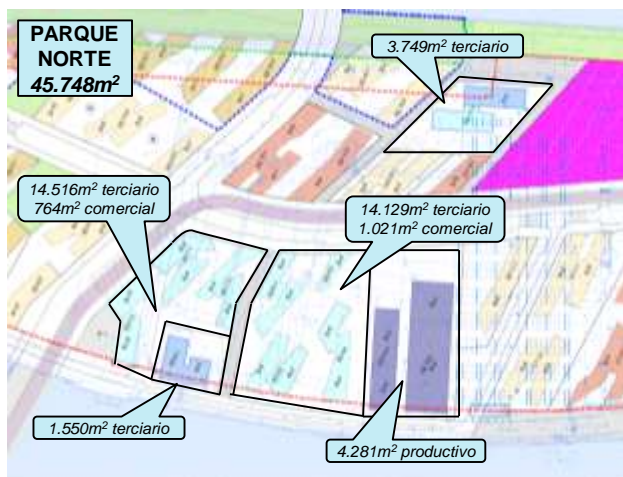 PARQUE
NORTE
45.748m²
3.749m² terciario
14.516m² terciario
764m² comercial
14.129m² terciario
1.021m² comercial
1.550m² terciario
4.281m² productivo